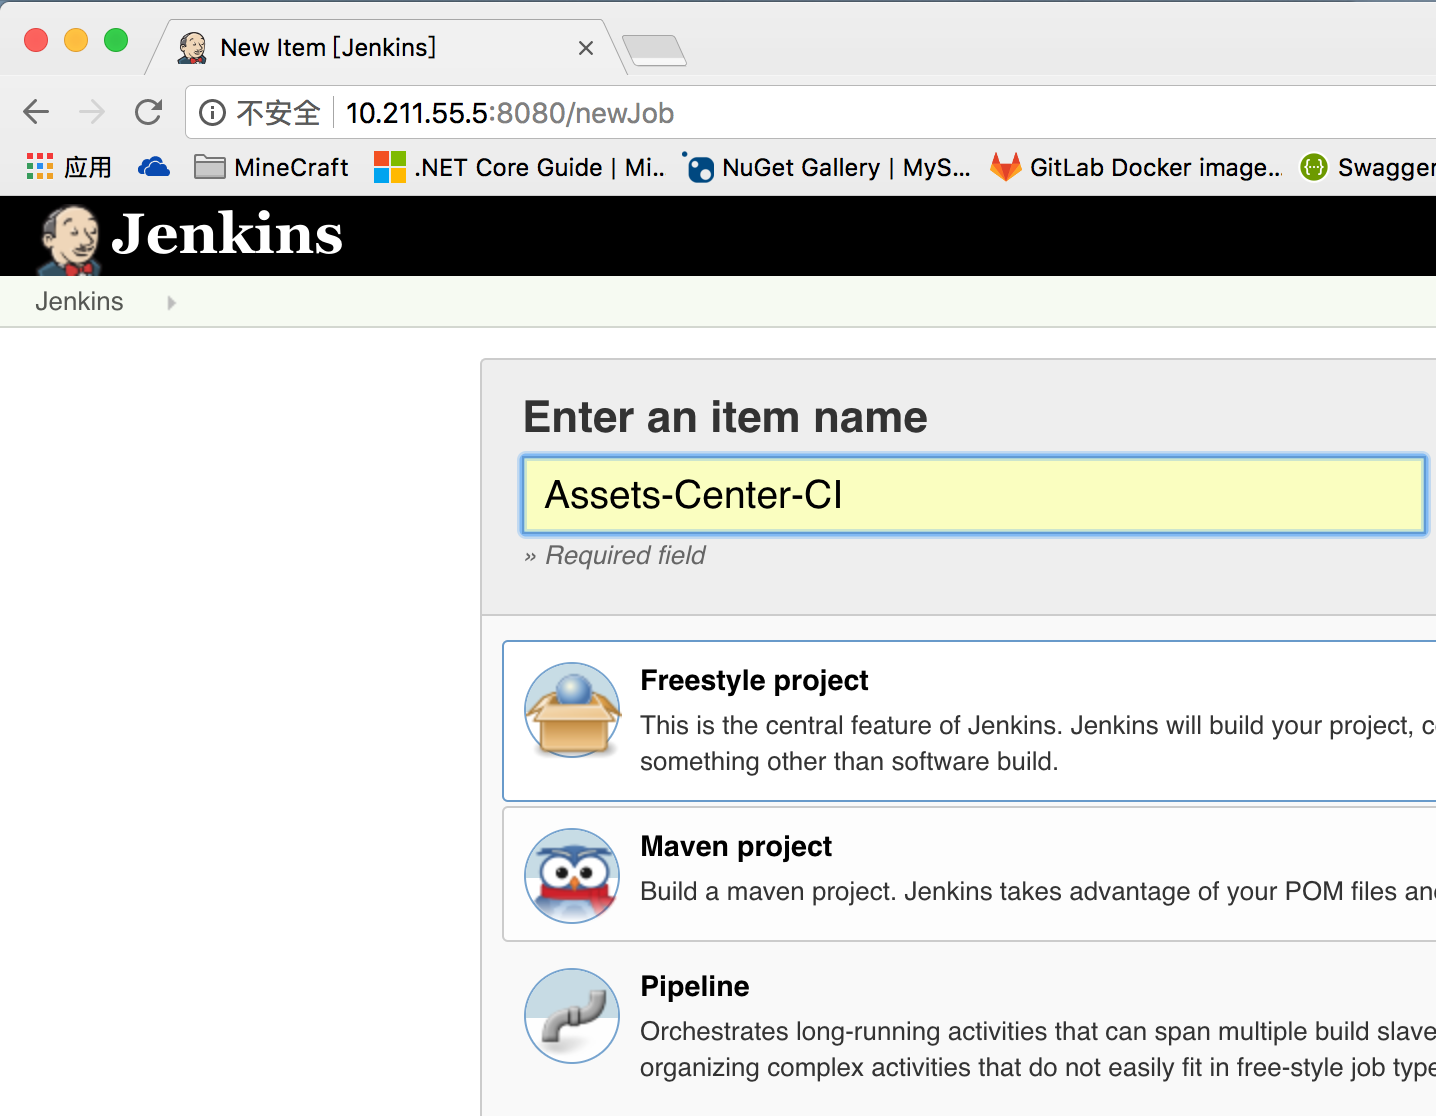 New Item [Jenkins]
不安全 10.211.55.5:8080/newJob
应用 MineCraft .NET Core Guide | Mi.. NuGet Gallery | MyS... GitLab Docker image... Swagger
Jenkins
Jenkins
Enter an item name
Assets-Center-CI
» Required field
Freestyle project
This is the central feature of Jenkins. Jenkins will build your project, c
something other than software build.
Maven project
Build a maven project. Jenkins takes advantage of your POM files and
Pipeline
Orchestrates long-running activities that can span multiple build slave
organizing complex activities that do not easily fit in free-style job type